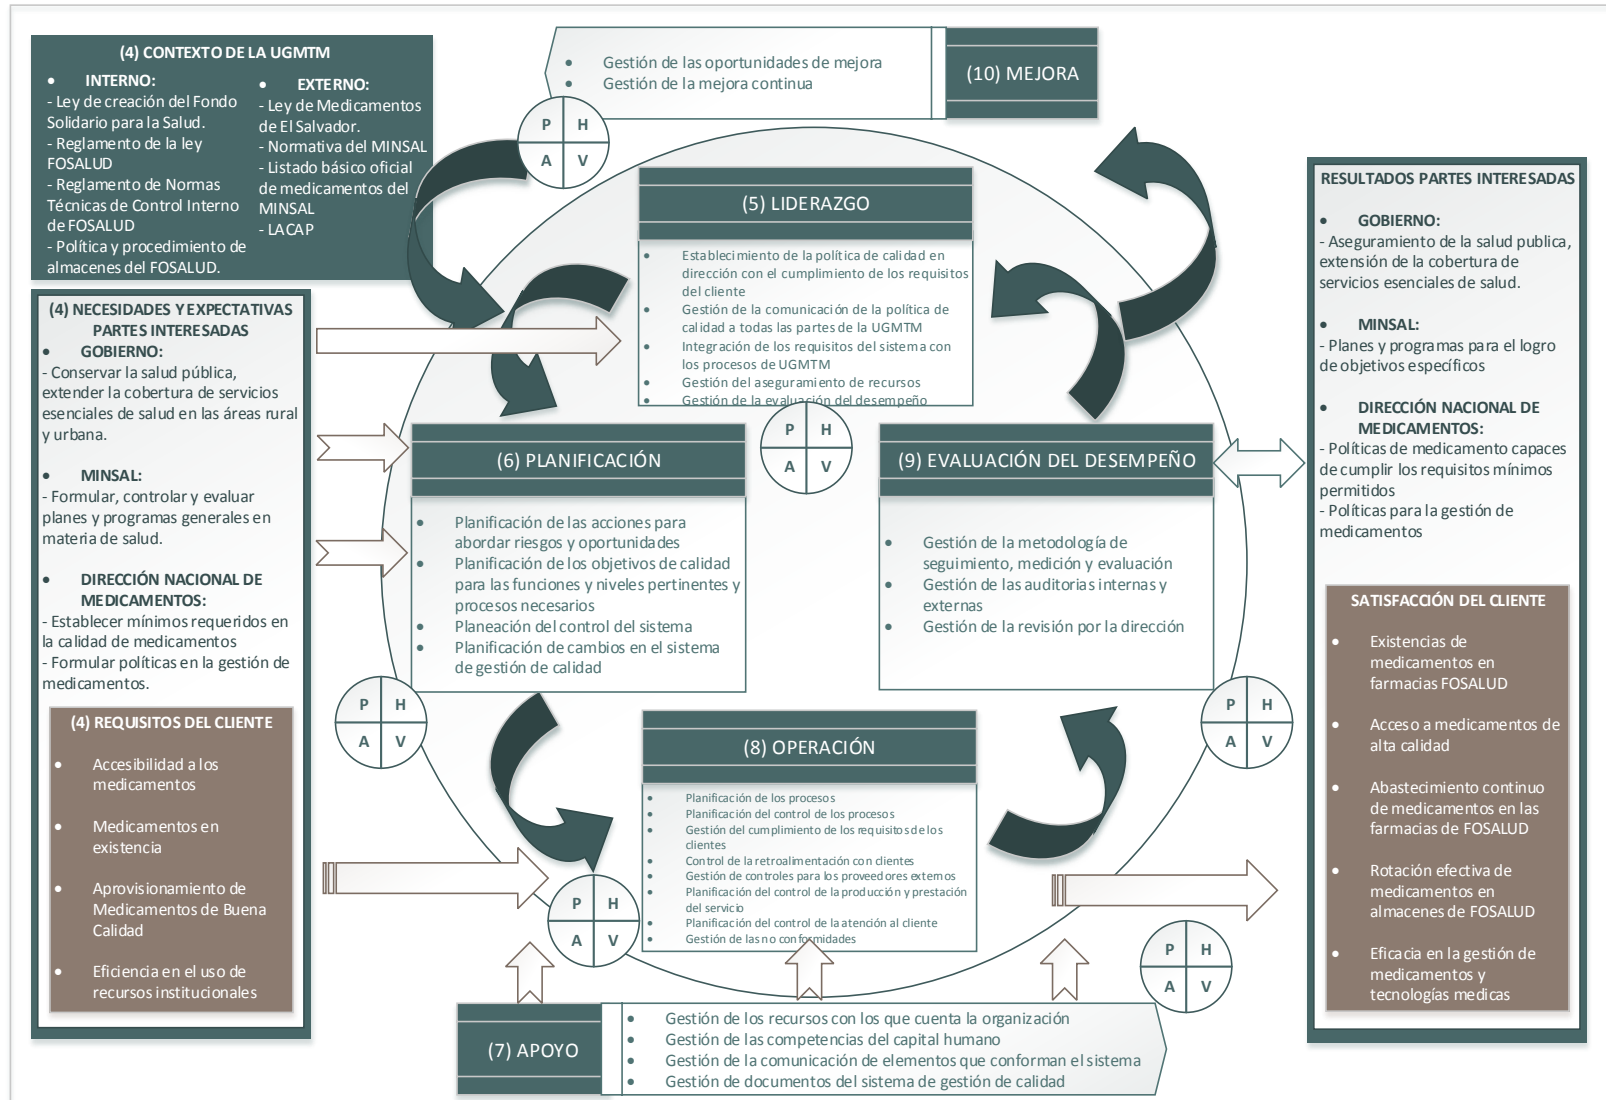 (4) CONTEXTO DE LA UGMTM
• INTERNO:
- Ley de creación del Fondo
Solidario para la Salud.
- Reglamento de la ley
FOSALUD
- Reglamento de Normas
Técnicas de Control Interno
de FOSALUD
- Política y procedimiento de
almacenes del FOSALUD.
• EXTERNO:
- Ley de Medicamentos
de El Salvador.
- Normativa del MINSAL
- Listado básico oficial
de medicamentos del
MINSAL
- LACAP
• Gestión de las oportunidades de mejora
• Gestión de la mejora continua
(10) MEJORA
P H
A V
(4) NECESIDADES Y EXPECTATIVAS
PARTES INTERESADAS
• GOBIERNO:
- Conservar la salud pública,
extender la cobertura de servicios
esenciales de salud en las áreas rural
y urbana.
• MINSAL:
- Formular, controlar y evaluar
planes y programas generales en
materia de salud.
• DIRECCIÓN NACIONAL DE
MEDICAMENTOS:
- Establecer mínimos requeridos en
la calidad de medicamentos
- Formular políticas en la gestión de
medicamentos.
(4) REQUISITOS DEL CLIENTE
• Accesibilidad a los
medicamentos
• Medicamentos en
existencia
• Aprovisionamiento de
Medicamentos de Buena
Calidad
• Eficiencia en el uso de
recursos institucionales
(5) LIDERAZGO
• Establecimiento de la política de calidad en
dirección con el cumplimiento de los requisitos
del cliente
• Gestión de la comunicación de la política de
calidad a todas las partes de la UGMTM
• Integración de los requisitos del sistema con
los procesos de UGMTM
• Gestión del aseguramiento de recursos
• Gestión de la evaluación del desempeño
P H
A V
(6) PLANIFICACIÓN
• Planificación de las acciones para
abordar riesgos y oportunidades
• Planificación de los objetivos de calidad
para las funciones y niveles pertinentes y
procesos necesarios
• Planeación del control del sistema
• Planificación de cambios en el sistema
de gestión de calidad
P H
A V
(9) EVALUACIÓN DEL DESEMPEÑO
• Gestión de la metodología de
seguimiento, medición y evaluación
• Gestión de las auditorias internas y
externas
• Gestión de la revisión por la dirección
P H
A V
(8) OPERACIÓN
• Planificación de los procesos
• Planificación del control de los procesos
• Gestión del cumplimiento de los requisitos de los
clientes
• Control de la retroalimentación con clientes
• Gestión de controles para los proveedores externos
• Planificación del control de la producción y prestación
del servicio
• Planificación del control de la atención al cliente
• Gestión de las no conformidades
P H
A V
(7) APOYO
• Gestión de los recursos con los que cuenta la organización
• Gestión de las competencias del capital humano
• Gestión de la comunicación de elementos que conforman el sistema
• Gestión de documentos del sistema de gestión de calidad
P H
A V
RESULTADOS PARTES INTERESADAS
• GOBIERNO:
- Aseguramiento de la salud publica,
extensión de la cobertura de
servicios esenciales de salud.
• MINSAL:
- Planes y programas para el logro
de objetivos específicos
• DIRECCIÓN NACIONAL DE
MEDICAMENTOS:
- Políticas de medicamento capaces
de cumplir los requisitos mínimos
permitidos
- Políticas para la gestión de
medicamentos
SATISFACCIÓN DEL CLIENTE
• Existencias de
medicamentos en
farmacias FOSALUD
• Acceso a medicamentos de
alta calidad
• Abastecimiento continuo
de medicamentos en las
farmacias de FOSALUD
• Rotación efectiva de
medicamentos en
almacenes de FOSALUD
• Eficacia en la gestión de
medicamentos y
tecnologías medicas